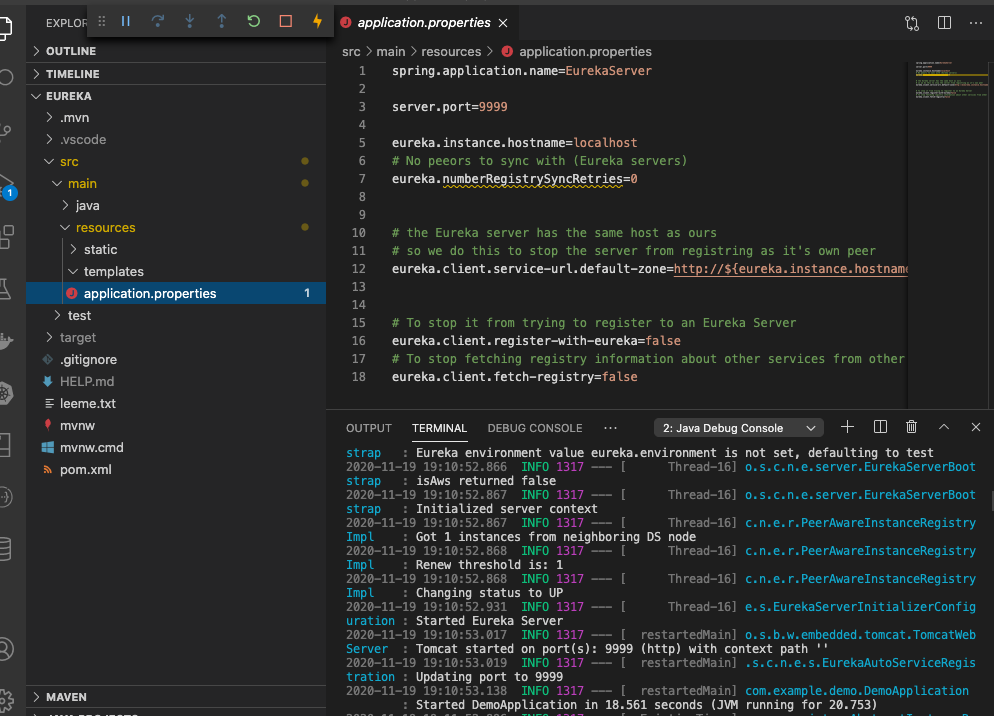 EXPLOR
application.properties
OUTLINE
TIMELINE
EUREKA
.mvn
.vscode
src
main
java
resources
static
templates
application.properties 1
test
target
.gitignore
HELP.md
leeme.txt
mvnw
mvnw.cmd
pom.xml
MAVEN
1
src > main > resources > application.properties
1 spring.application.name=EurekaServer
2
3 server.port=9999
4
5 eureka.instance.hostname=localhost
6 # No peeors to sync with (Eureka servers)
7 eureka.numberRegistrySyncRetries=0
8
9
10 # the Eureka server has the same host as ours
11 # so we do this to stop the server from registring as it's own peer
12 eureka.client.service-url.default-zone=http://${eureka.instance.hostname
13
14
15 # To stop it from trying to register to an Eureka Server
16 eureka.client.register-with-eureka=false
17 # To stop fetching registry information about other services from other
18 eureka.client.fetch-registry=false
OUTPUT TERMINAL DEBUG CONSOLE ··· 2: Java Debug Console
strap : Eureka environment value eureka.environment is not set, defaulting to test
2020-11-19 19:10:52.866 INFO 1317 --- [ Thread-16] o.s.c.n.e.server.EurekaServerBoot
strap : isAws returned false
2020-11-19 19:10:52.867 INFO 1317 --- [ Thread-16] o.s.c.n.e.server.EurekaServerBoot
strap : Initialized server context
2020-11-19 19:10:52.867 INFO 1317 --- [ Thread-16] c.n.e.r.PeerAwareInstanceRegistry
Impl : Got 1 instances from neighboring DS node
2020-11-19 19:10:52.868 INFO 1317 --- [ Thread-16] c.n.e.r.PeerAwareInstanceRegistry
Impl : Renew threshold is: 1
2020-11-19 19:10:52.868 INFO 1317 --- [ Thread-16] c.n.e.r.PeerAwareInstanceRegistry
Impl : Changing status to UP
2020-11-19 19:10:52.931 INFO 1317 --- [ Thread-16] e.s.EurekaServerInitializerConfig
uration : Started Eureka Server
2020-11-19 19:10:53.017 INFO 1317 --- [ restartedMain] o.s.b.w.embedded.tomcat.TomcatWeb
Server : Tomcat started on port(s): 9999 (http) with context path ''
2020-11-19 19:10:53.019 INFO 1317 --- [ restartedMain] .s.c.n.e.s.EurekaAutoServiceRegis
tration : Updating port to 9999
2020-11-19 19:10:53.138 INFO 1317 --- [ restartedMain] com.example.demo.DemoApplication
: Started DemoApplication in 18.561 seconds (JVM running for 20.753)